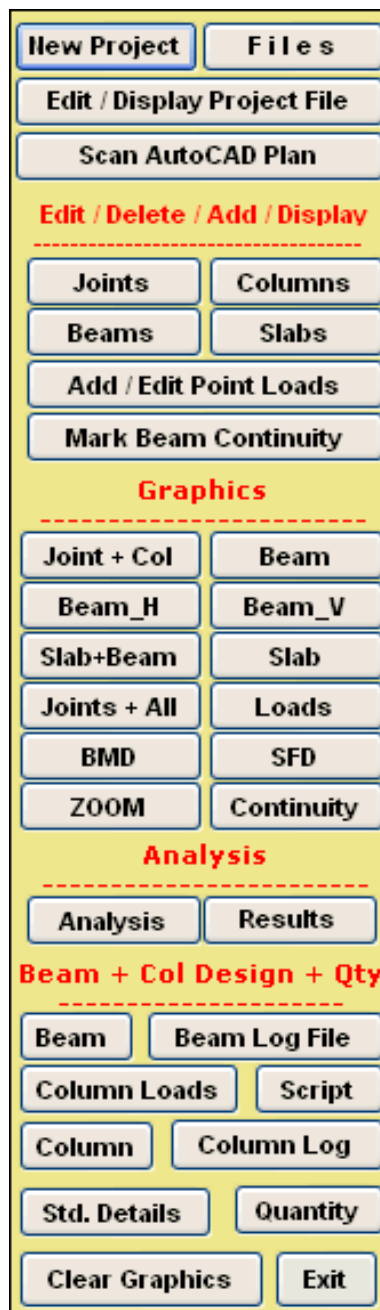 New Project F i l e s
Edit / Display Project File
Scan AutoCAD Plan
Edit / Delete / Add / Display
Joints Columns
Beams Slabs
Add / Edit Point Loads
Mark Beam Continuity
Graphics
Joint + Col Beam
Beam_H Beam_V
Slab+Beam Slab
Joints + All Loads
BMD SFD
ZOOM Continuity
Analysis
Analysis Results
Beam + Col Design + Qty
Beam Beam Log File
Column Loads Script
Column Column Log
Std. Details Quantity
Clear Graphics Exit